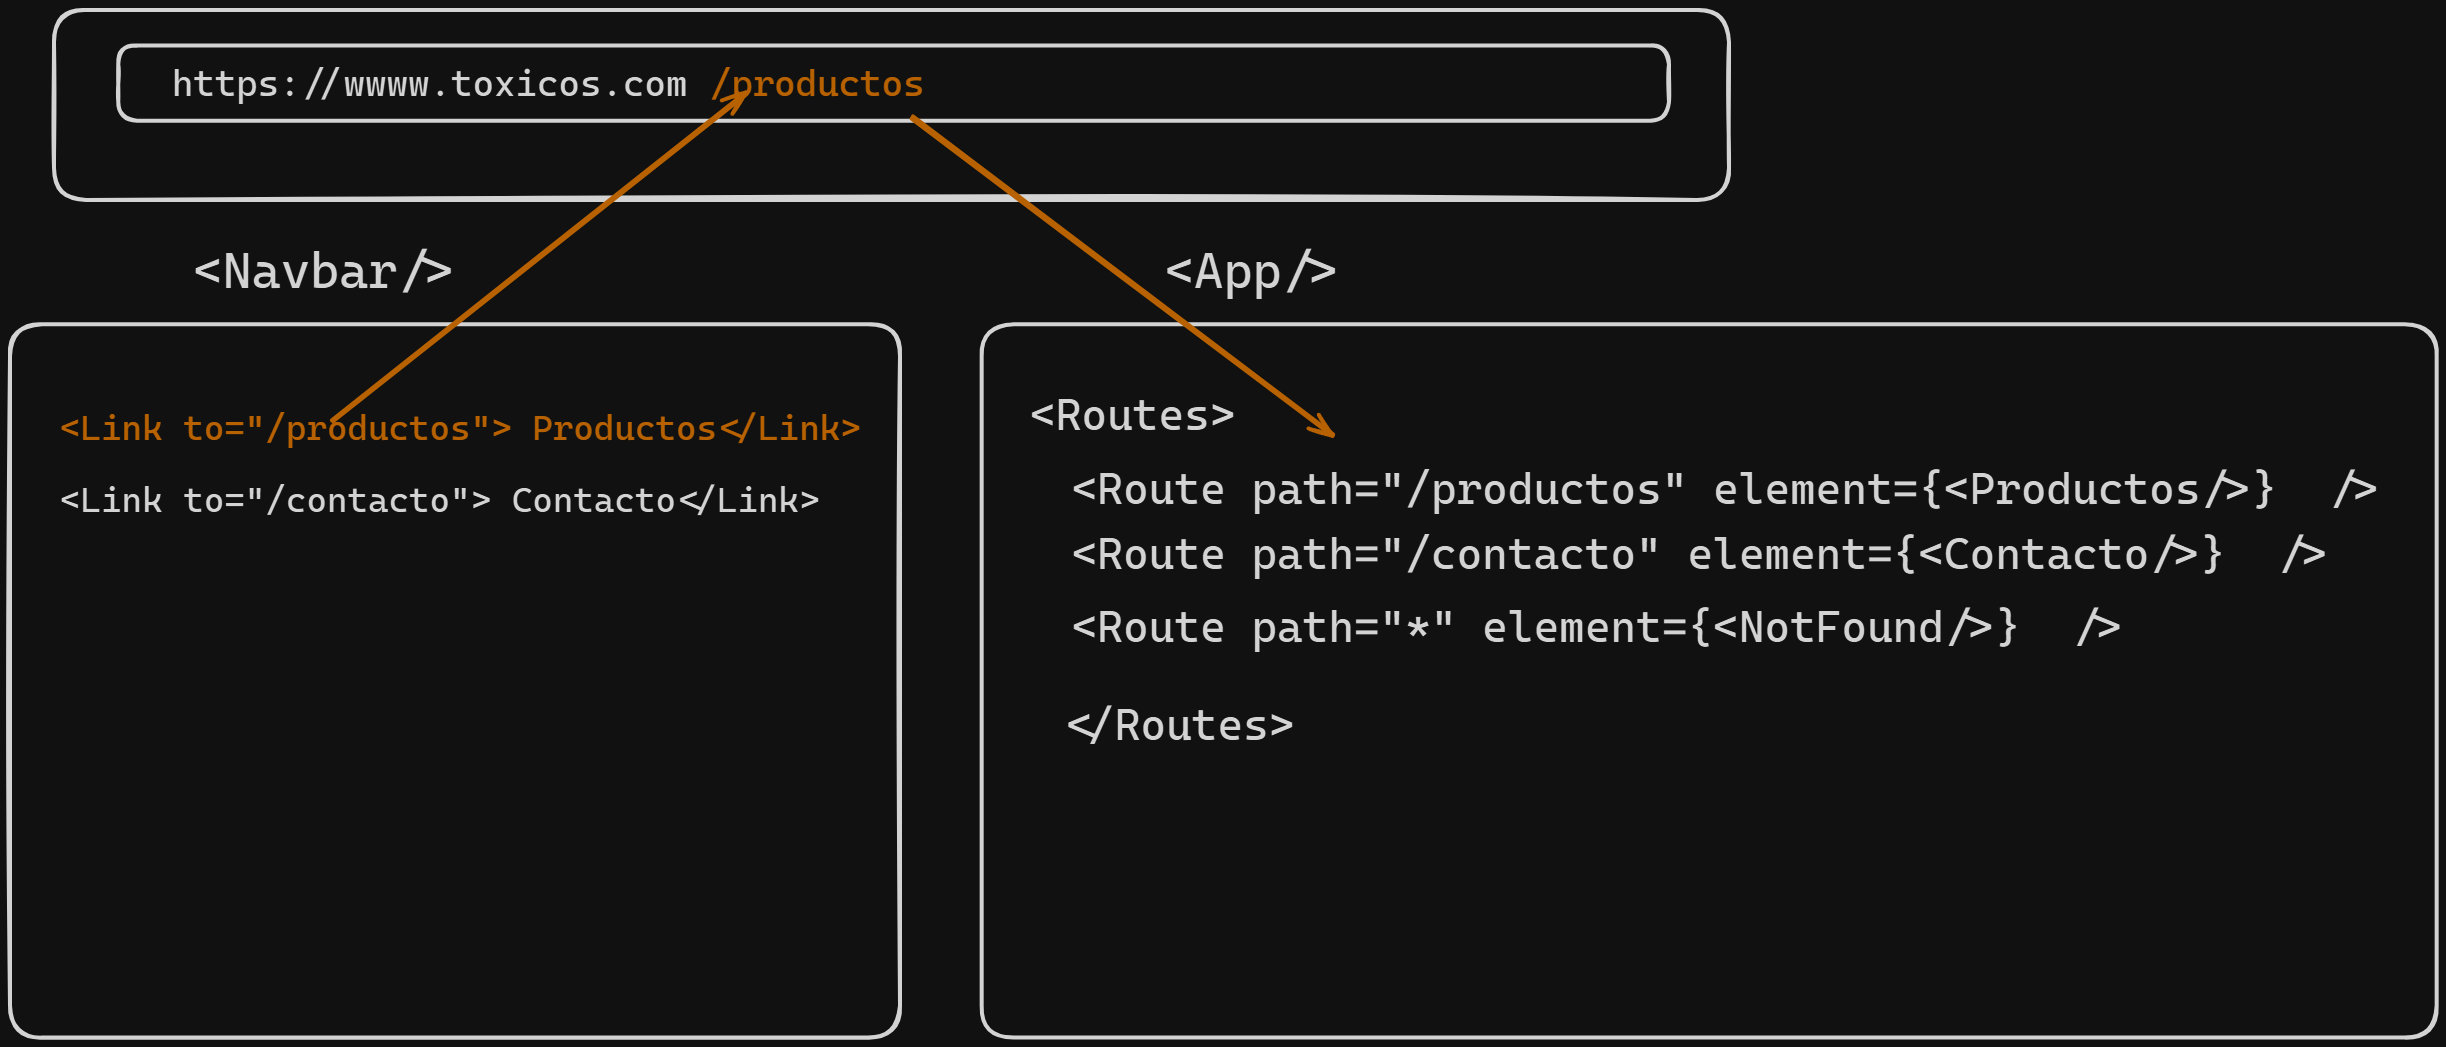 https://wwww.toxicos.com /productos
<Navbar/>
<App/>
<Link to="/productos"> Productos</Link>
<Link to="/contacto"> Contacto</Link>
<Routes>
<Route path="/productos" element={<Productos/>}  />
<Route path="/contacto" element={<Contacto/>}  />
<Route path="*" element={<NotFound/>}  />
</Routes>